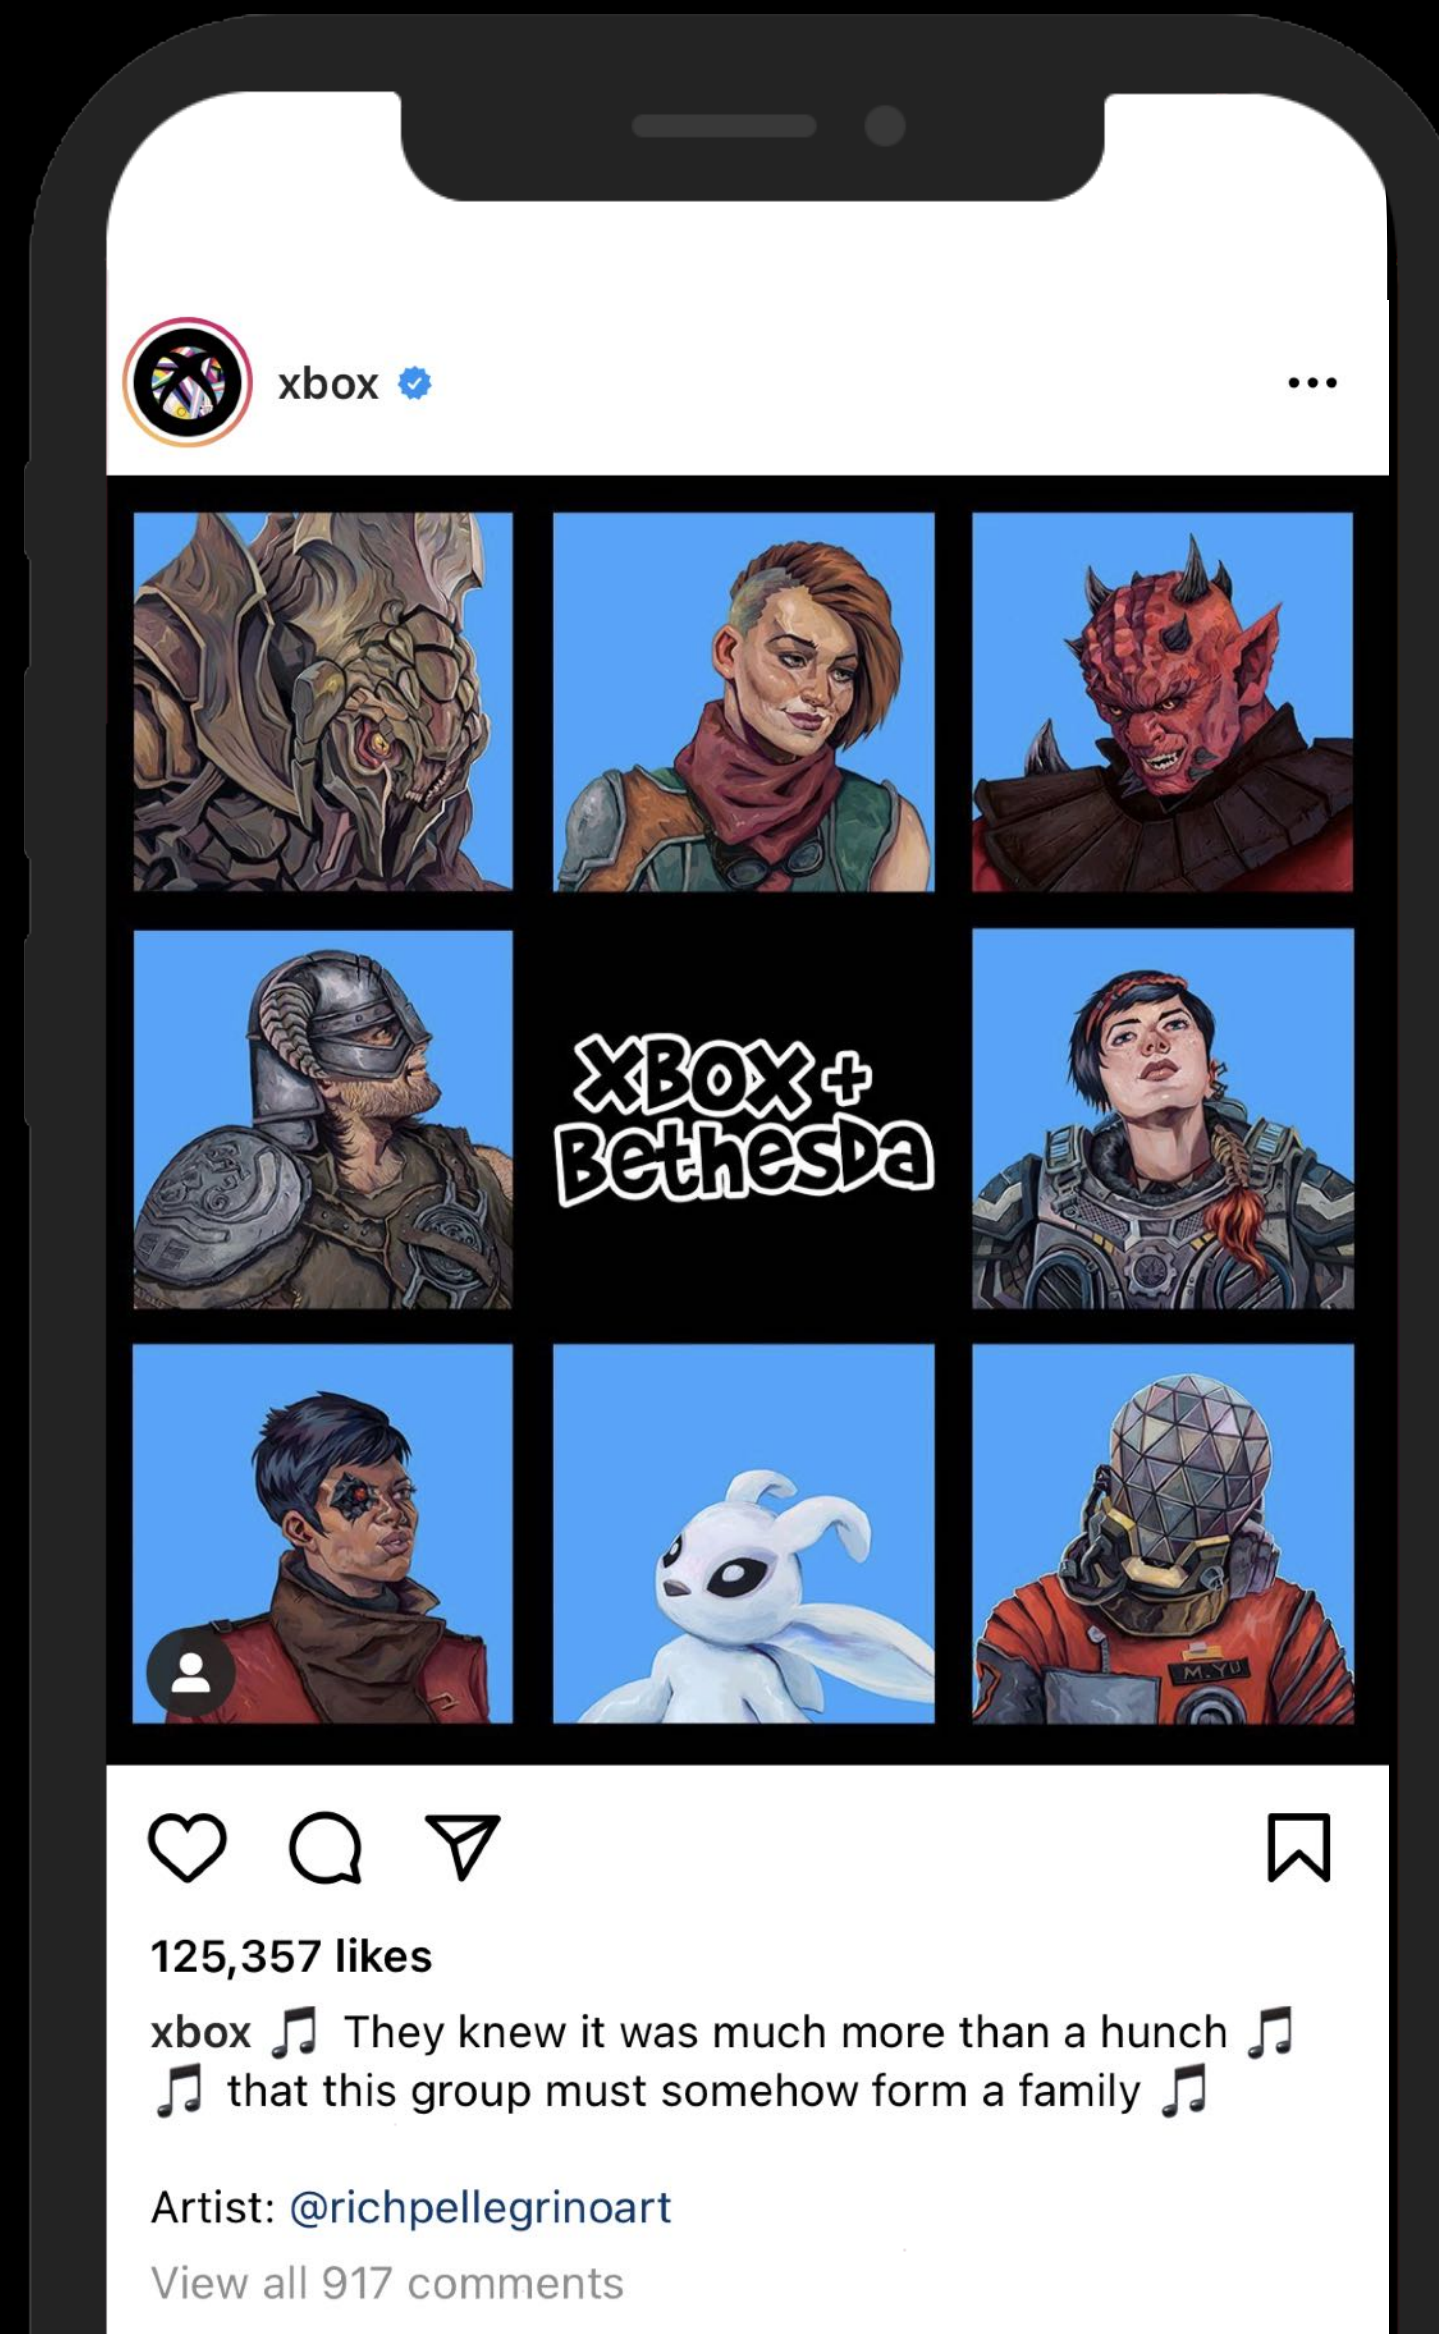 xbox
XBOX +
BethesDa
M.YU
125,357 likes
xbox 🎵 They knew it was much more than a hunch 🎵
🎵 that this group must somehow form a family 🎵
Artist: @richpellegrinoart
View all 917 comments